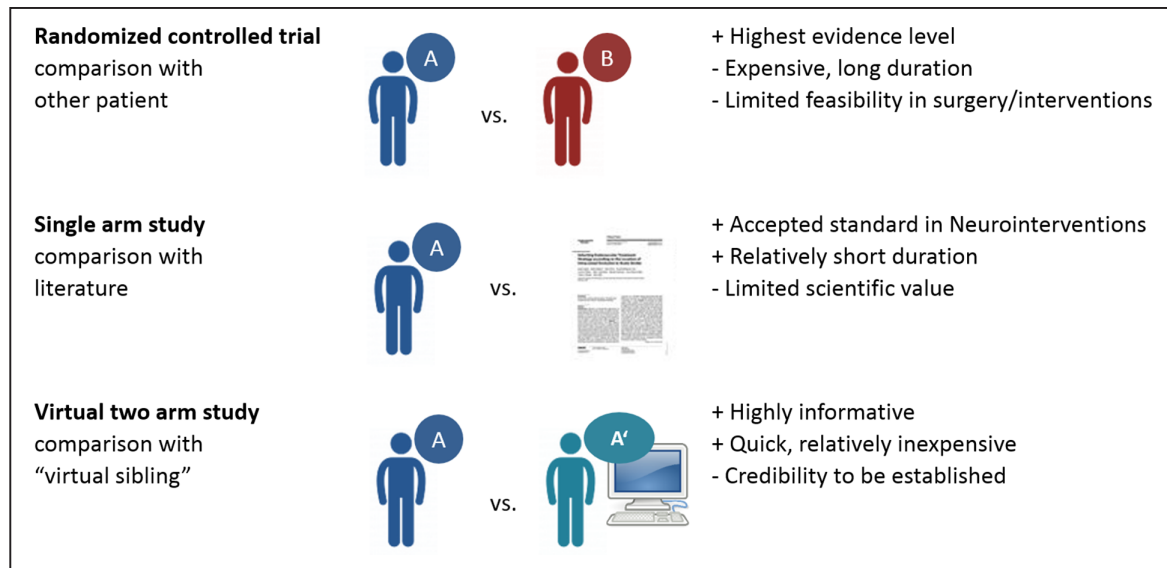 Randomized controlled trial
comparison with
other patient
A
vs.
B
+ Highest evidence level
- Expensive, long duration
- Limited feasibility in surgery/interventions
Single arm study
comparison with
literature
A
vs.
+ Accepted standard in Neurointerventions
+ Relatively short duration
- Limited scientific value
Virtual two arm study
comparison with
“virtual sibling”
A
vs.
A‘
+ Highly informative
+ Quick, relatively inexpensive
- Credibility to be established